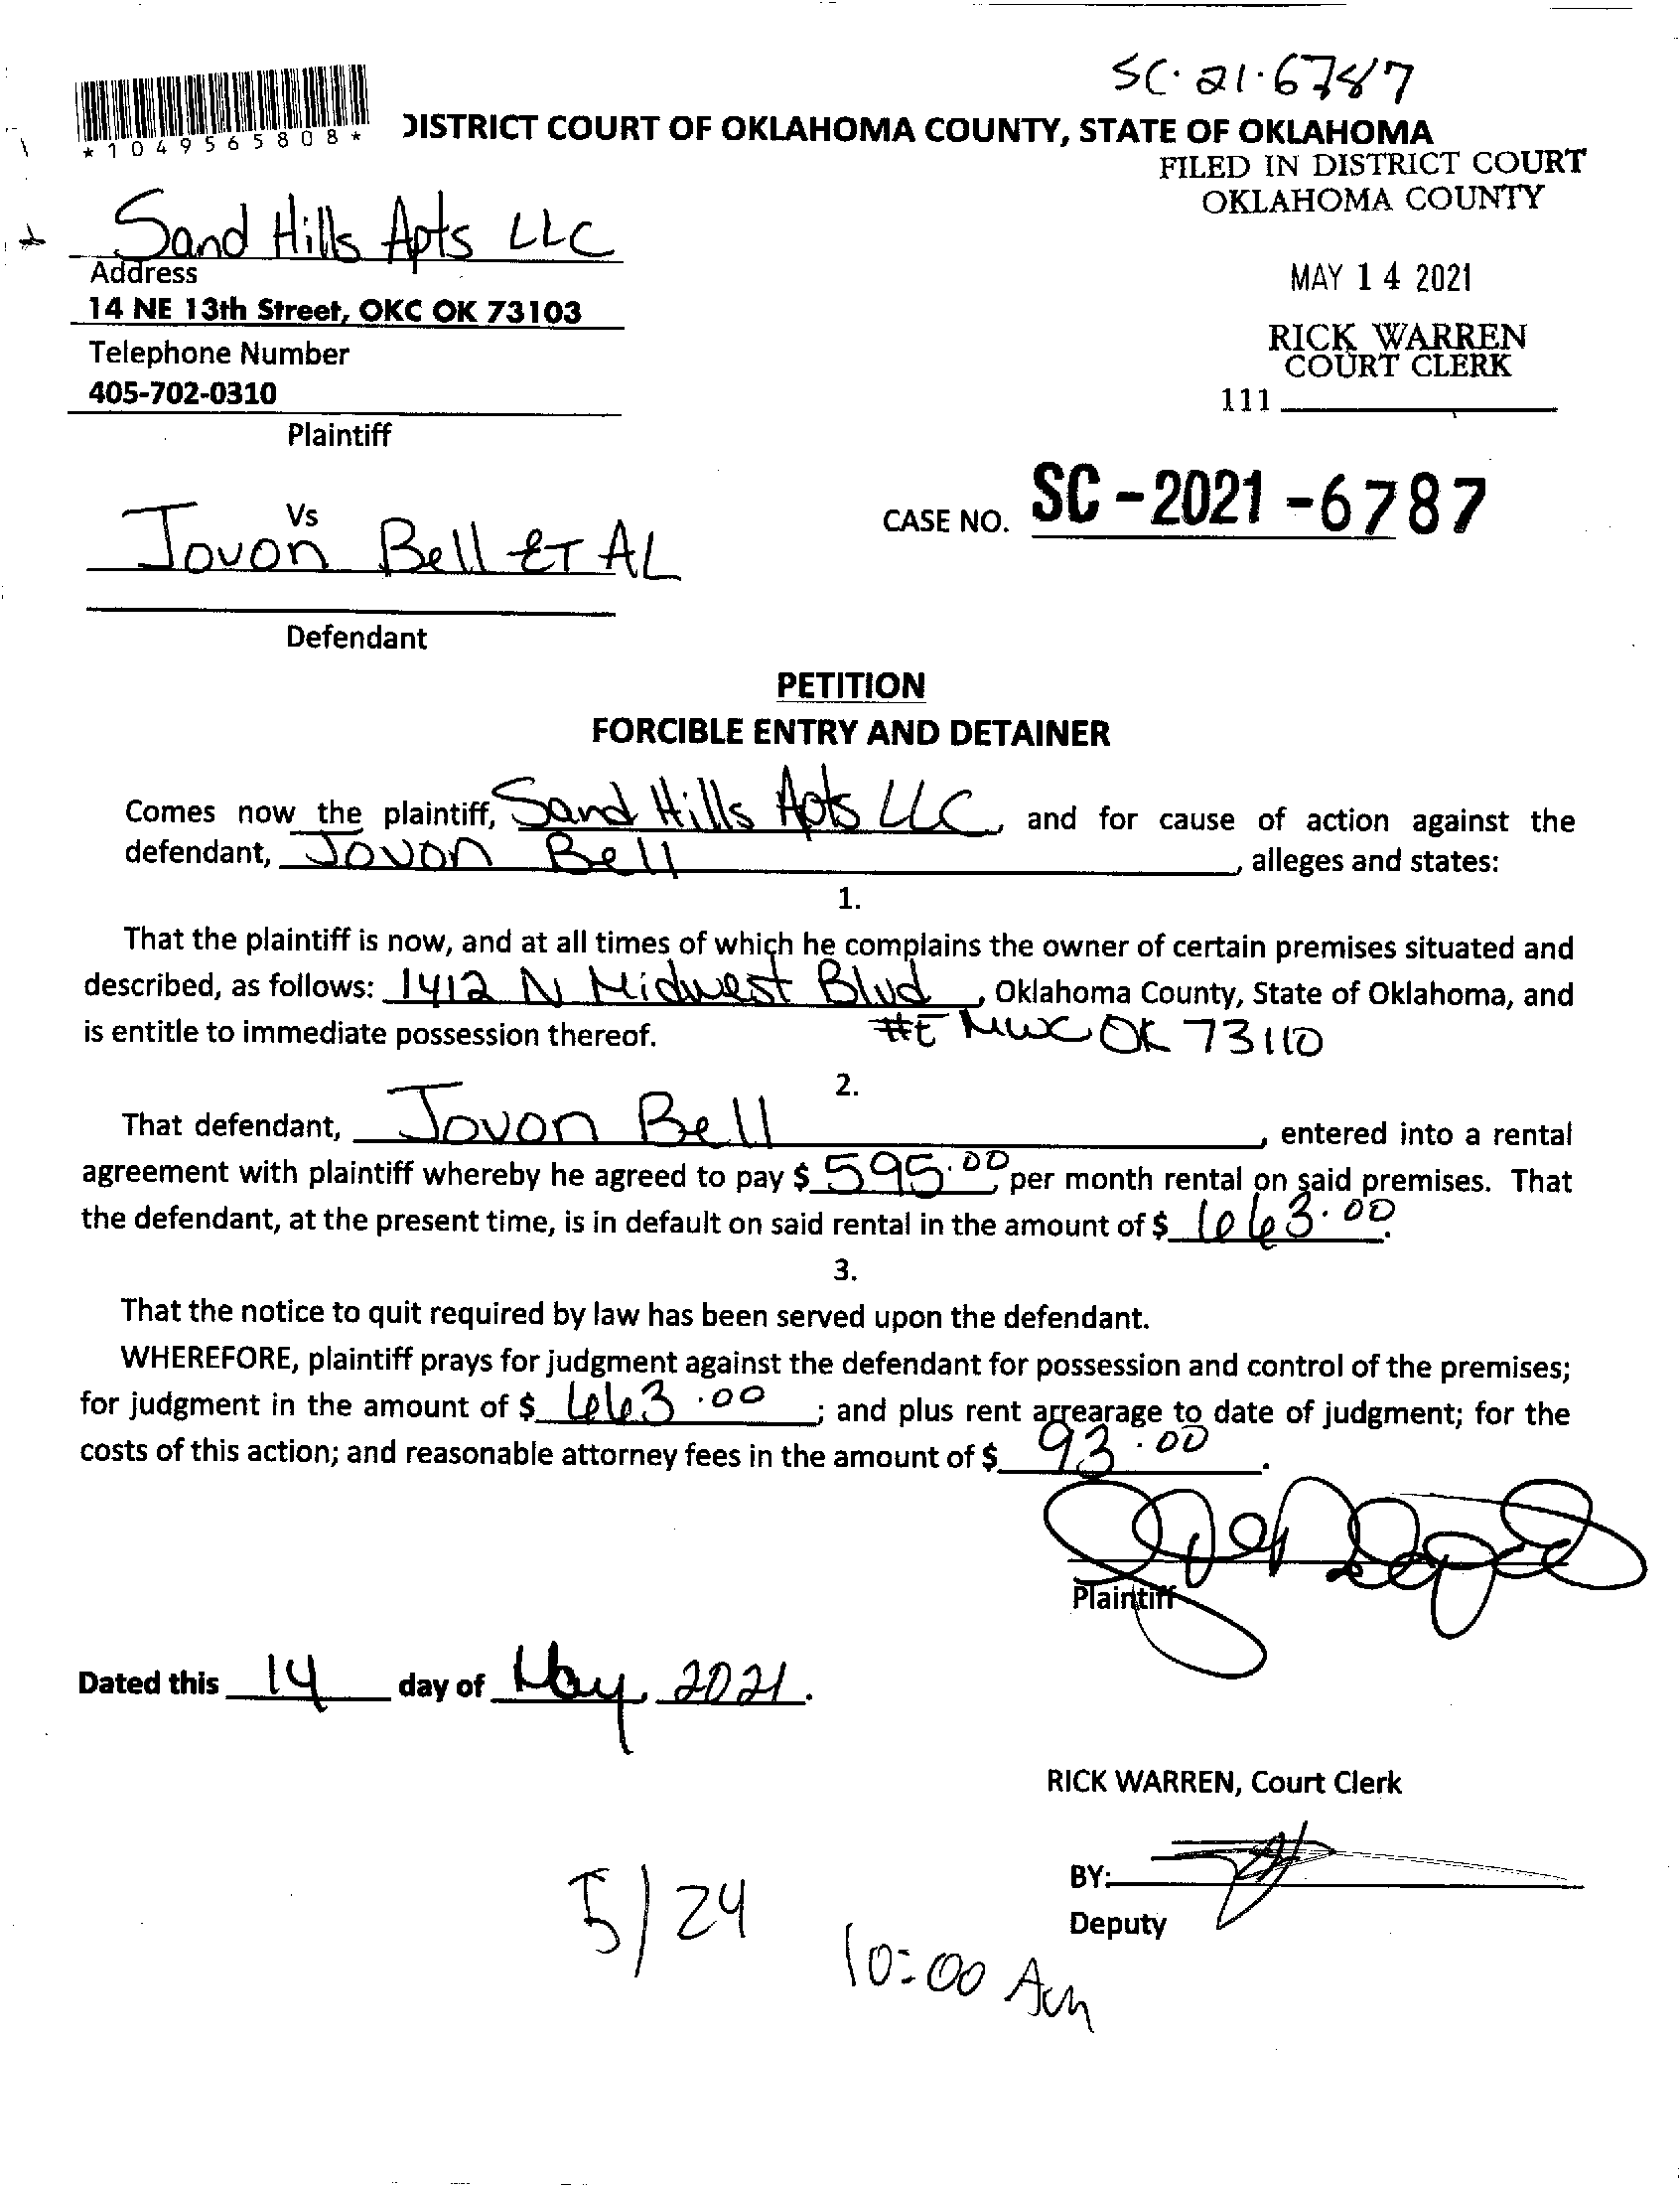 SC·21·6787
*1049565808*
DISTRICT COURT OF OKLAHOMA COUNTY, STATE OF OKLAHOMA
FILED IN DISTRICT COURT
OKLAHOMA COUNTY
Sand Hills Apts LLC
Address
14 NE 13th Street, OKC OK 73103
MAY 14 2021
Telephone Number
405-702-0310
RICK WARREN
COURT CLERK
111
Plaintiff
Vs
Jovon Bell ET AL
CASE NO. SC-2021-6787
Defendant
PETITION
FORCIBLE ENTRY AND DETAINER
Comes now the plaintiff, Sand Hills Apts LLC, and for cause of action against the
defendant, Jovon Bell, alleges and states:
1.
That the plaintiff is now, and at all times of which he complains the owner of certain premises situated and
described, as follows: 1412 N Midwest Blvd, Oklahoma County, State of Oklahoma, and
is entitle to immediate possession thereof. #E MWC OK 73110
2.
That defendant, Jovon Bell, entered into a rental
agreement with plaintiff whereby he agreed to pay $ 595.00, per month rental on said premises. That
the defendant, at the present time, is in default on said rental in the amount of $ 663.00.
3.
That the notice to quit required by law has been served upon the defendant.
WHEREFORE, plaintiff prays for judgment against the defendant for possession and control of the premises;
for judgment in the amount of $ 663.00; and plus rent arrearage to date of judgment; for the
costs of this action; and reasonable attorney fees in the amount of $ 93.00.
Plaintiff
Dated this 14 day of May, 2021.
RICK WARREN, Court Clerk
BY:
Deputy
5/24
10:00 Am